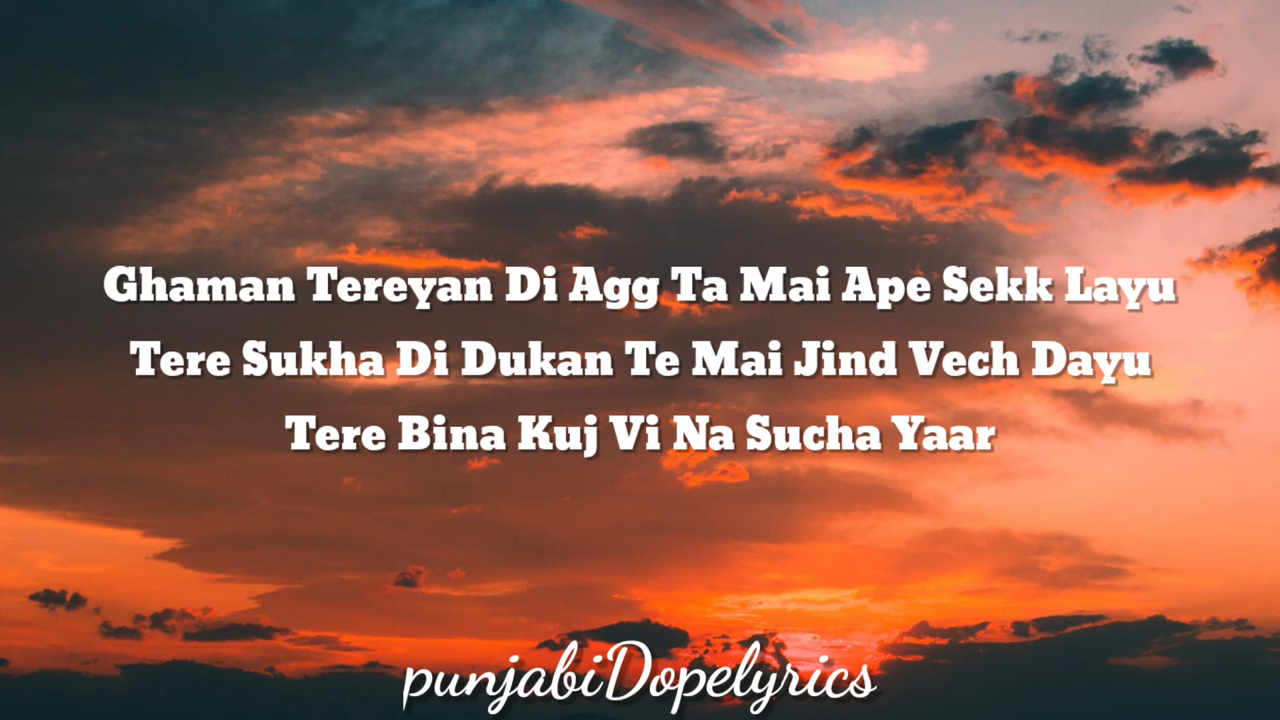 Ghaman Tereyan Di Agg Ta Mai Ape Sekk Layu
Tere Sukha Di Dukan Te Mai Jind Vech Dayu
Tere Bina Kuj Vi Na Sucha Yaar
punjabiDopelyrics